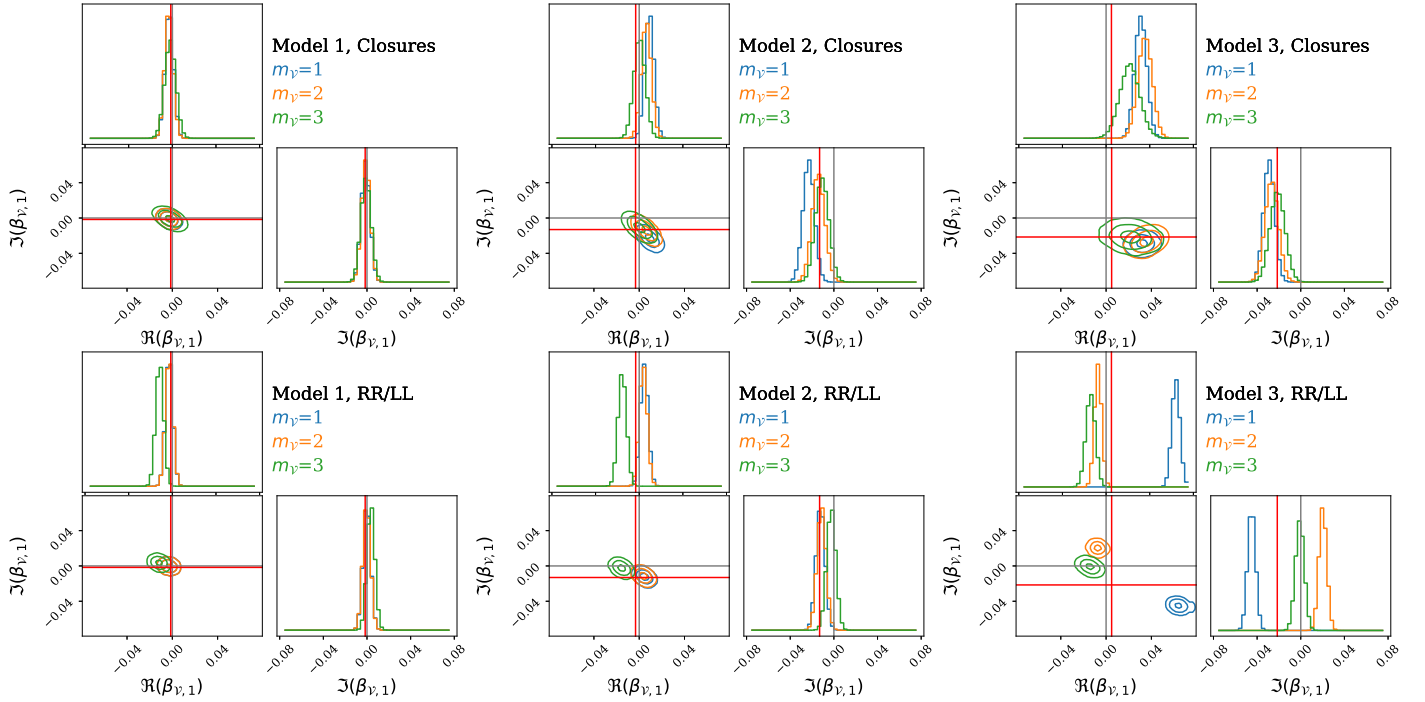 Model 1, Closures
m𝒱=1
m𝒱=2
m𝒱=3
Model 2, Closures
m𝒱=1
m𝒱=2
m𝒱=3
Model 3, Closures
m𝒱=1
m𝒱=2
m𝒱=3
ℑ(β𝒱, 1)
0.04
0.00
−0.04
ℑ(β𝒱, 1)
0.04
0.00
−0.04
ℑ(β𝒱, 1)
0.04
0.00
−0.04
−0.04 0.00 0.04
−0.08 −0.04 0.00 0.04 0.08
−0.04 0.00 0.04
−0.08 −0.04 0.00 0.04 0.08
−0.04 0.00 0.04
−0.08 −0.04 0.00 0.04 0.08
ℜ(β𝒱, 1) ℑ(β𝒱, 1) ℜ(β𝒱, 1) ℑ(β𝒱, 1) ℜ(β𝒱, 1) ℑ(β𝒱, 1)
Model 1, RR/LL
m𝒱=1
m𝒱=2
m𝒱=3
Model 2, RR/LL
m𝒱=1
m𝒱=2
m𝒱=3
Model 3, RR/LL
m𝒱=1
m𝒱=2
m𝒱=3
ℑ(β𝒱, 1)
0.04
0.00
−0.04
ℑ(β𝒱, 1)
0.04
0.00
−0.04
ℑ(β𝒱, 1)
0.04
0.00
−0.04
−0.04 0.00 0.04
−0.08 −0.04 0.00 0.04 0.08
−0.04 0.00 0.04
−0.08 −0.04 0.00 0.04 0.08
−0.04 0.00 0.04
−0.08 −0.04 0.00 0.04 0.08
ℜ(β𝒱, 1) ℑ(β𝒱, 1) ℜ(β𝒱, 1) ℑ(β𝒱, 1) ℜ(β𝒱, 1) ℑ(β𝒱, 1)